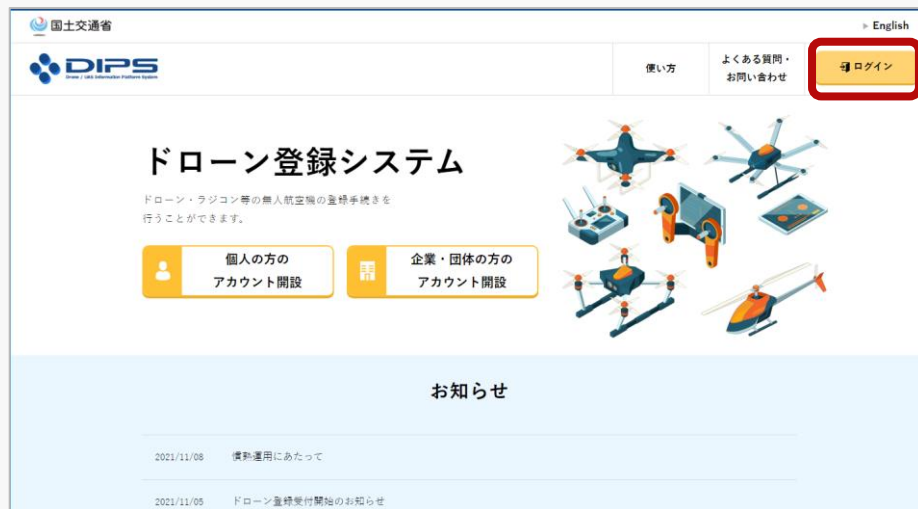 国土交通省
English
DIPS
Drone / UAS Information Platform System
使い方
よくある質問・
お問い合わせ
ログイン
ドローン登録システム
ドローン・ラジコン等の無人航空機の登録手続きを
行うことができます。
個人の方の
アカウント開設
企業・団体の方の
アカウント開設
お知らせ
2021/11/08 慣熟運用にあたって
2021/11/05 ドローン登録受付開始のお知らせ